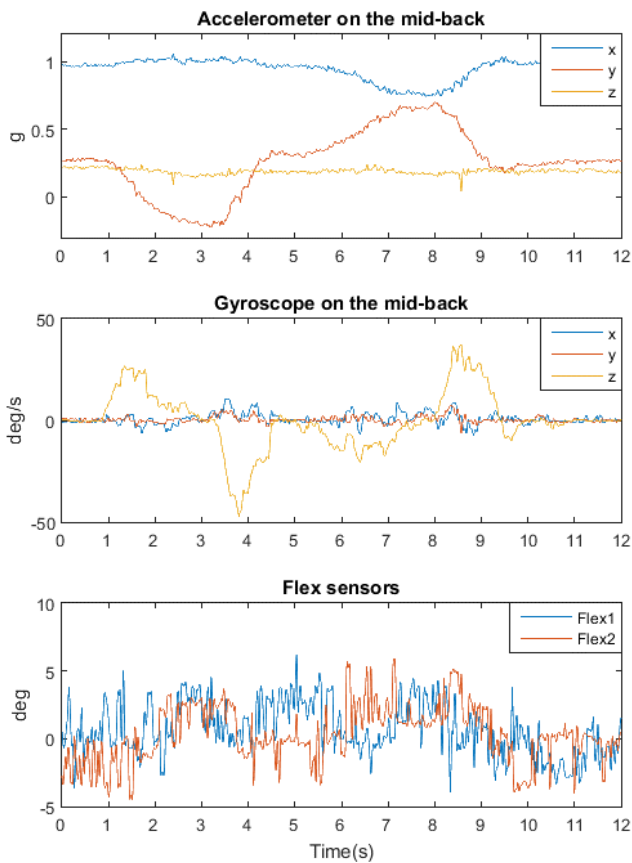 Accelerometer on the mid-back
1
0.5
0
g
x
y
z
0 1 2 3 4 5 6 7 8 9 10 11 12
Gyroscope on the mid-back
50
0
-50
deg/s
x
y
z
0 1 2 3 4 5 6 7 8 9 10 11 12
Flex sensors
10
5
0
-5
deg
Flex1
Flex2
0 1 2 3 4 5 6 7 8 9 10 11 12
Time(s)